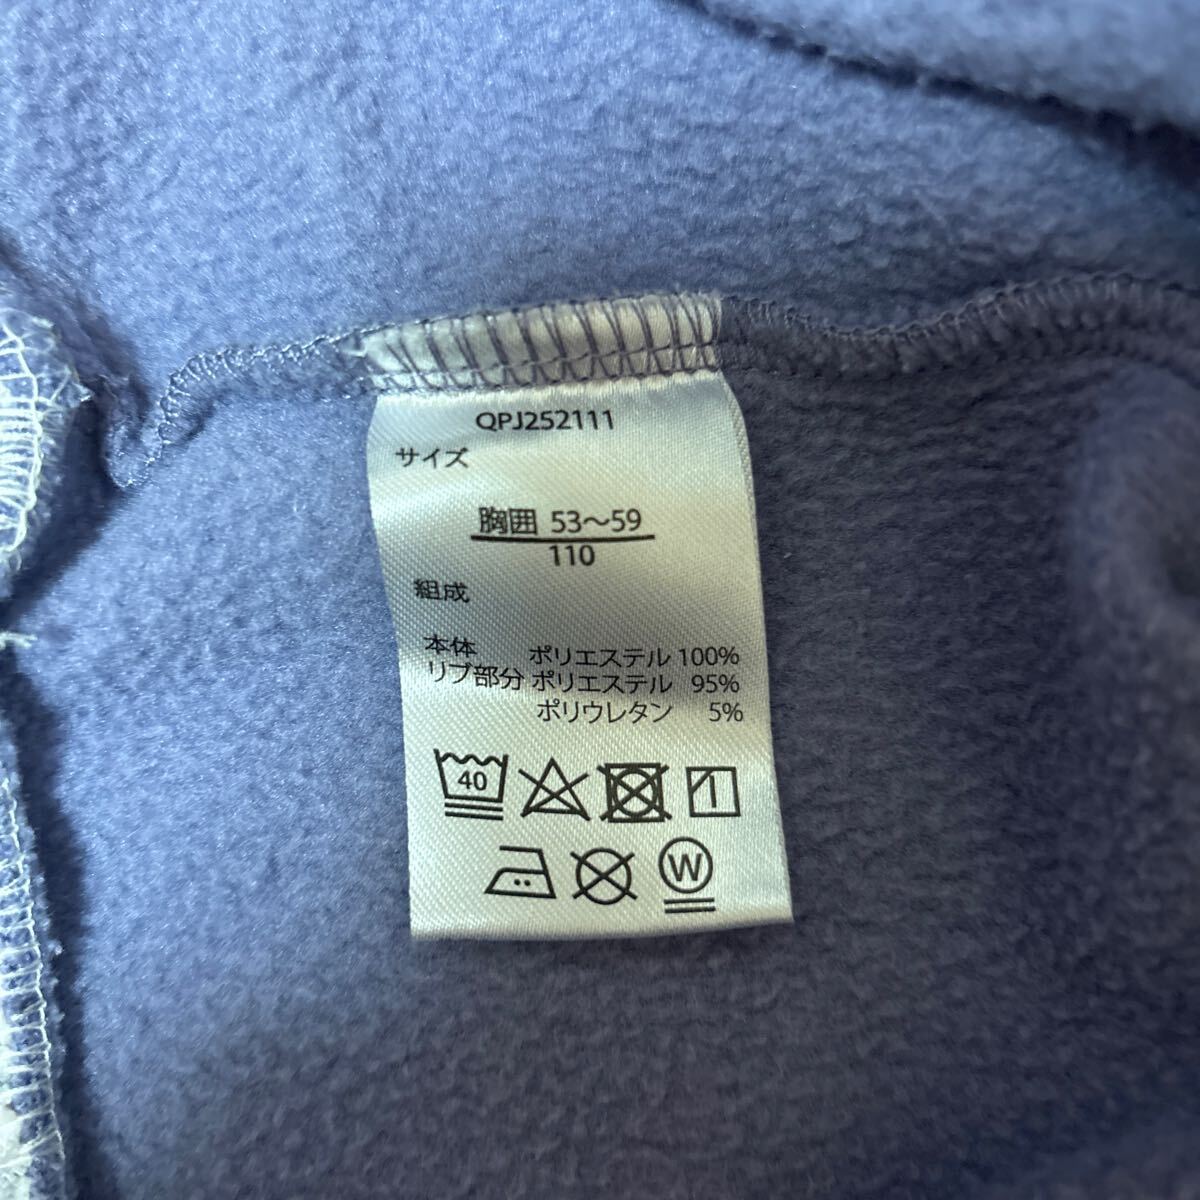 QPJ252111
サイズ
胸囲 53〜59
110
組成
本体 ポリエステル 100%
リブ部分 ポリエステル 95%
ポリウレタン 5%
40
W